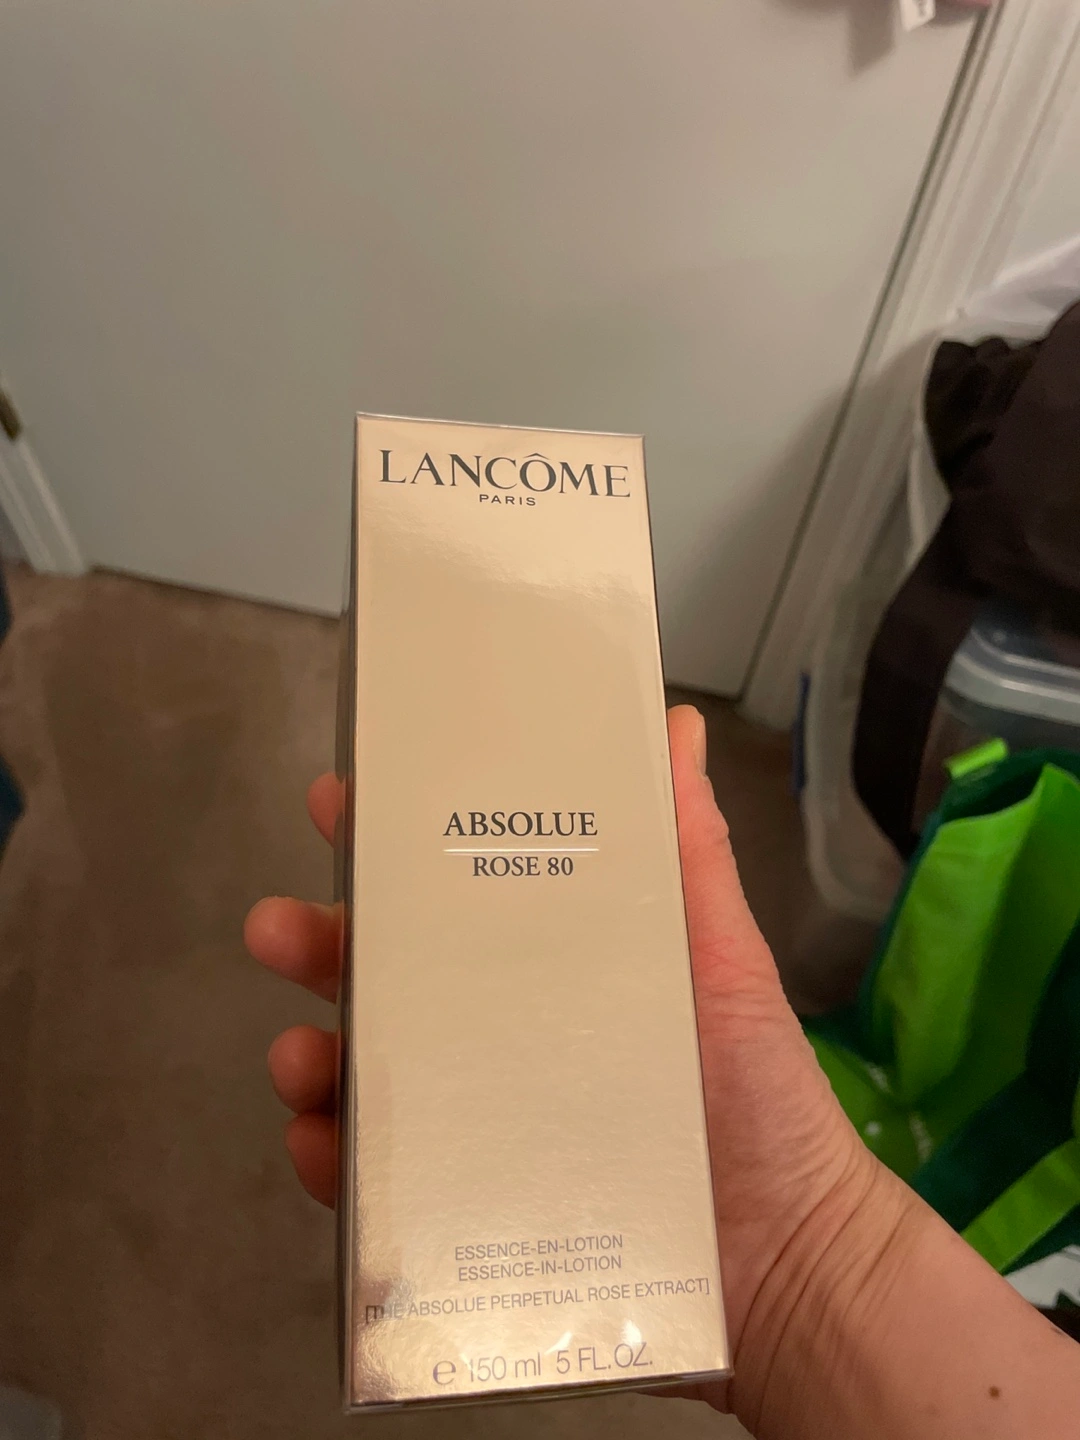 LANCÔME
PARIS
ABSOLUE
ROSE 80
ESSENCE-EN-LOTION
ESSENCE-IN-LOTION
[THE ABSOLUE PERPETUAL ROSE EXTRACT]
e 150 ml 5 FL.OZ.